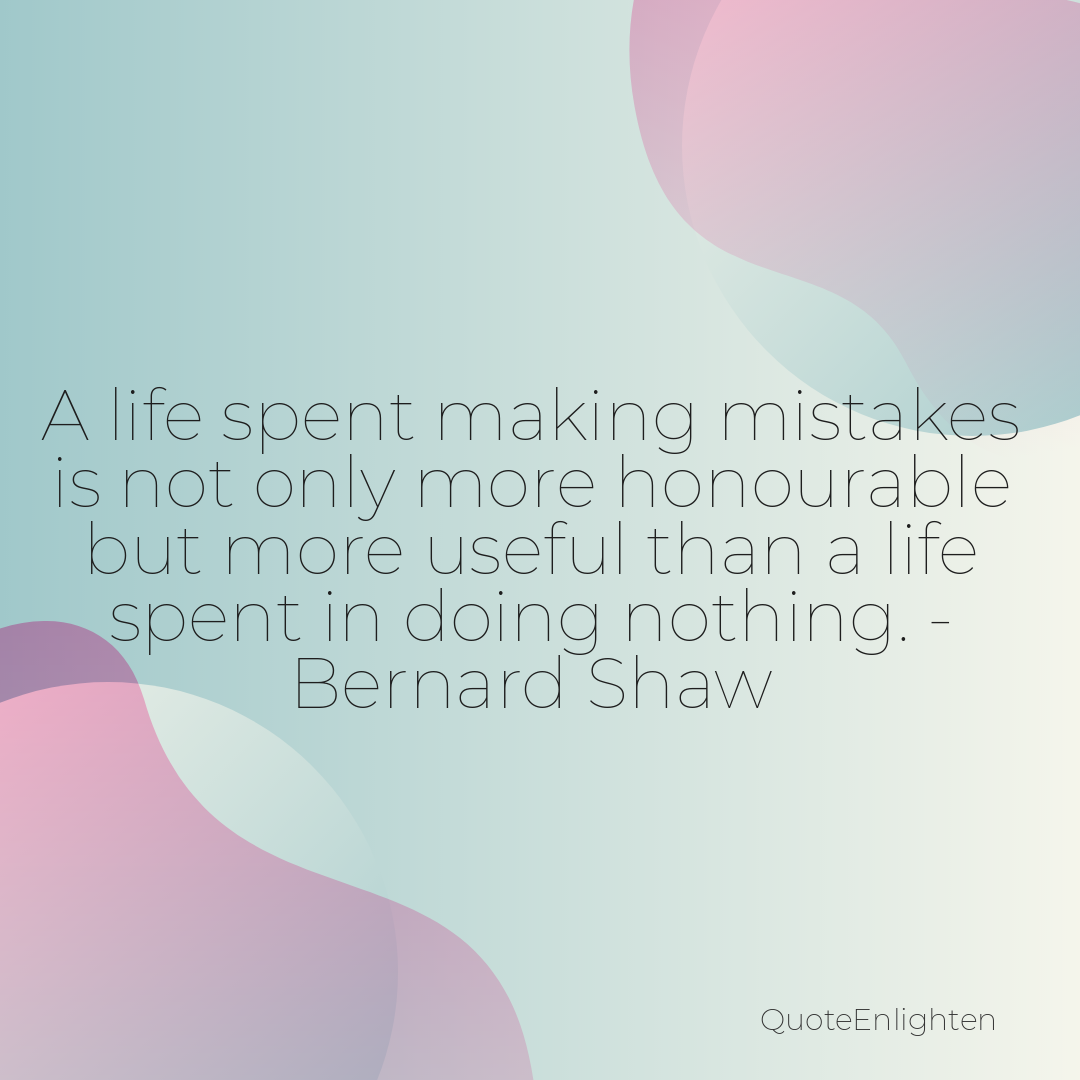 A life spent making mistakes
is not only more honourable
but more useful than a life
spent in doing nothing. -
Bernard Shaw
QuoteEnlighten